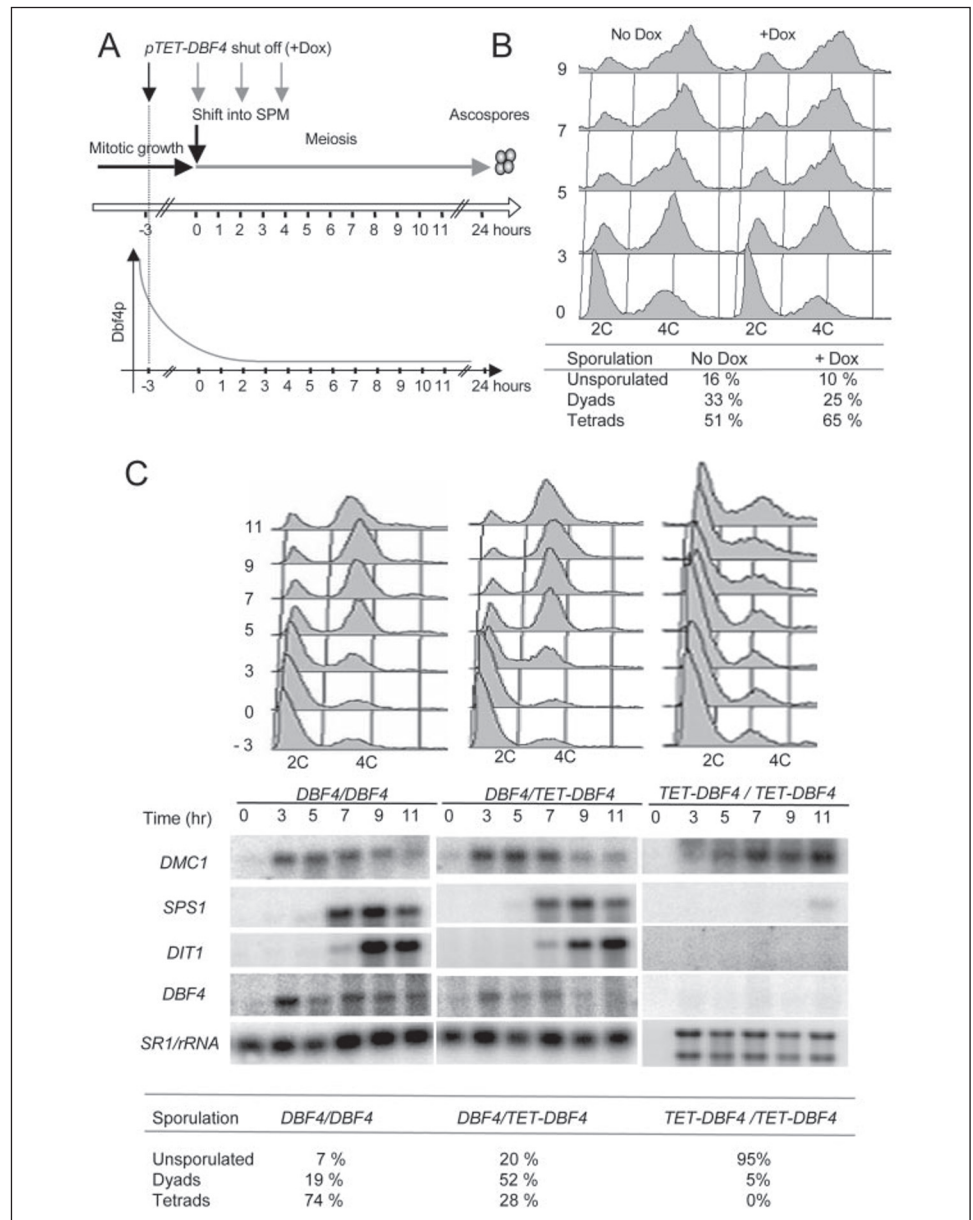 A
pTET-DBF4 shut off (+Dox)
Shift into SPM
Ascospores
Mitotic growth
Meiosis
-3 0 1 2 3 4 5 6 7 8 9 10 11 24 hours
Dbf4p
-3 0 1 2 3 4 5 6 7 8 9 10 11 24 hours
B
No Dox +Dox
9
7
5
3
0
2C 4C 2C 4C
Sporulation No Dox + Dox
Unsporulated 16 % 10 %
Dyads 33 % 25 %
Tetrads 51 % 65 %
C
11
9
7
5
3
0
- 3
2C 4C 2C 4C 2C 4C
DBF4/DBF4 DBF4/TET-DBF4 TET-DBF4 / TET-DBF4
Time (hr) 0 3 5 7 9 11 0 3 5 7 9 11 0 3 5 7 9 11
DMC1
SPS1
DIT1
DBF4
SR1/rRNA
Sporulation DBF4/DBF4 DBF4/TET-DBF4 TET-DBF4 /TET-DBF4
Unsporulated 7 % 20 % 95%
Dyads 19 % 52 % 5%
Tetrads 74 % 28 % 0%